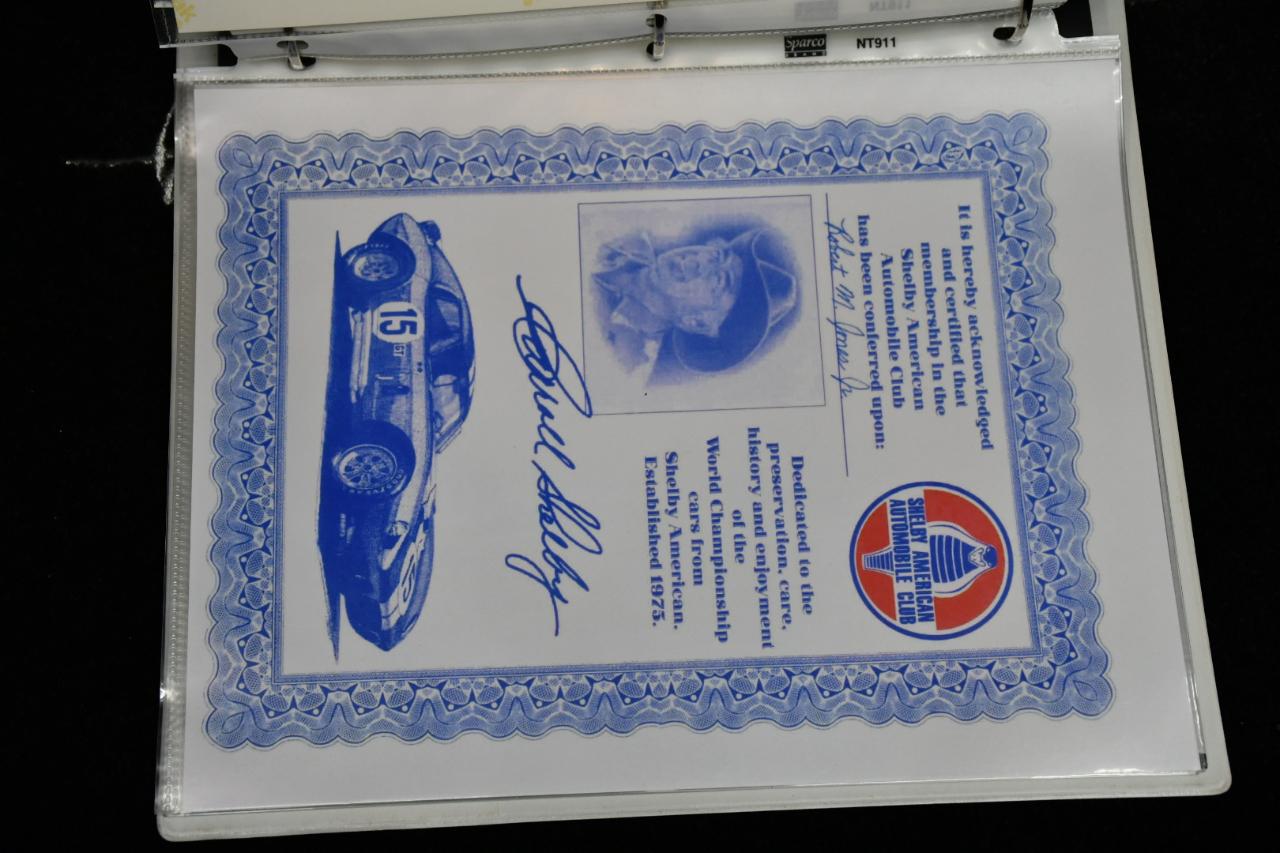 Sparco
NT911
It is hereby acknowledged
and certified that
membership in the
Shelby American
Automobile Club
has been conferred upon:
Robert M. Jones Jr.
SHELBY AMERICAN
AUTOMOBILE CLUB
Dedicated to the
preservation, care,
history and enjoyment
of the
World Championship
cars from
Shelby American.
Established 1975.
Carroll Shelby
15
GT
15